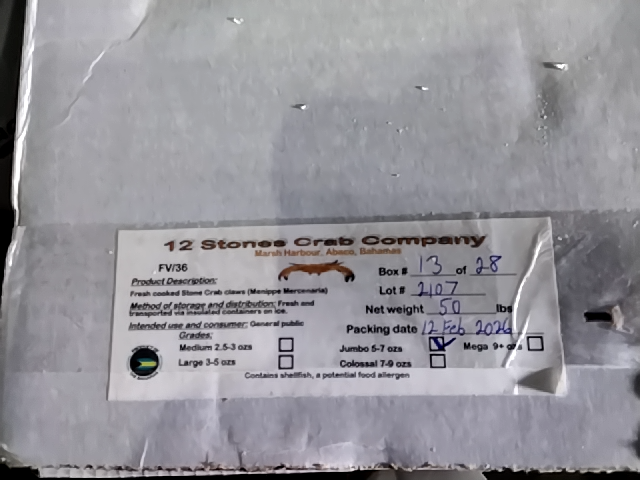 12 Stones Crab Company
Marsh Harbour, Abaco, Bahamas
FV/36
Product Description:
Fresh cooked Stone Crab claws (Menippe Mercenaria)
Method of storage and distribution: Fresh and
transported via insulated containers on ice.
Intended use and consumer: General public
Box # 13 of 28
Lot # 2107
Net weight 50 lbs
Packing date 12 Feb 2026
Grades:
Medium 2.5-3 ozs
Jumbo 5-7 ozs
Mega 9+ ozs
Large 3-5 ozs
Colossal 7-9 ozs
Contains shellfish, a potential food allergen